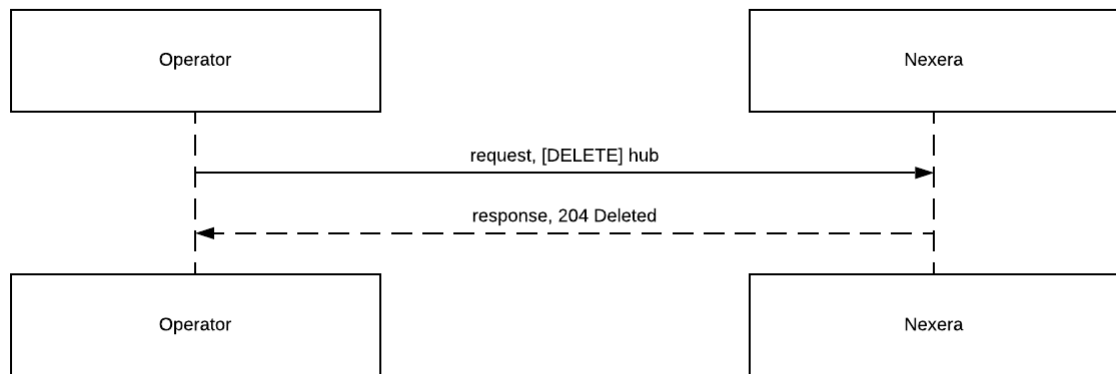 Operator
Nexera
request, [DELETE] hub
response, 204 Deleted
Operator
Nexera